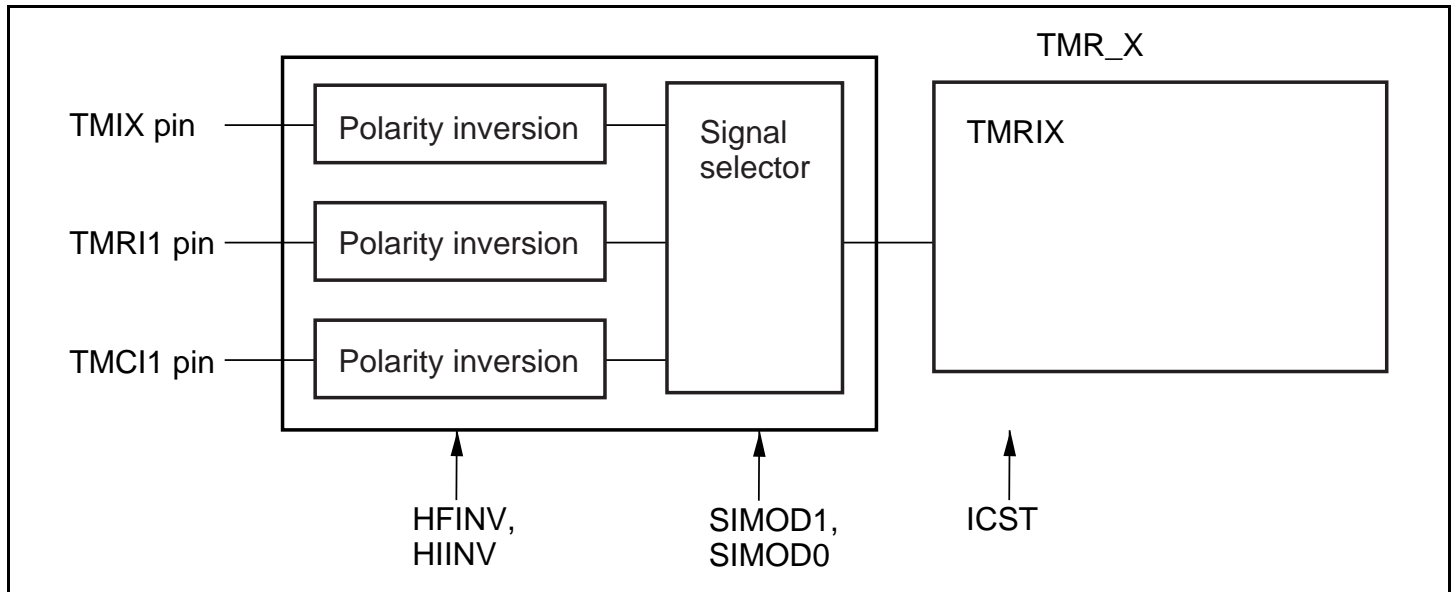 TMR_X
TMIX pin
Polarity inversion
Signal
selector
TMRIX
TMRI1 pin
Polarity inversion
TMCI1 pin
Polarity inversion
HFINV,
HIINV
SIMOD1,
SIMOD0
ICST